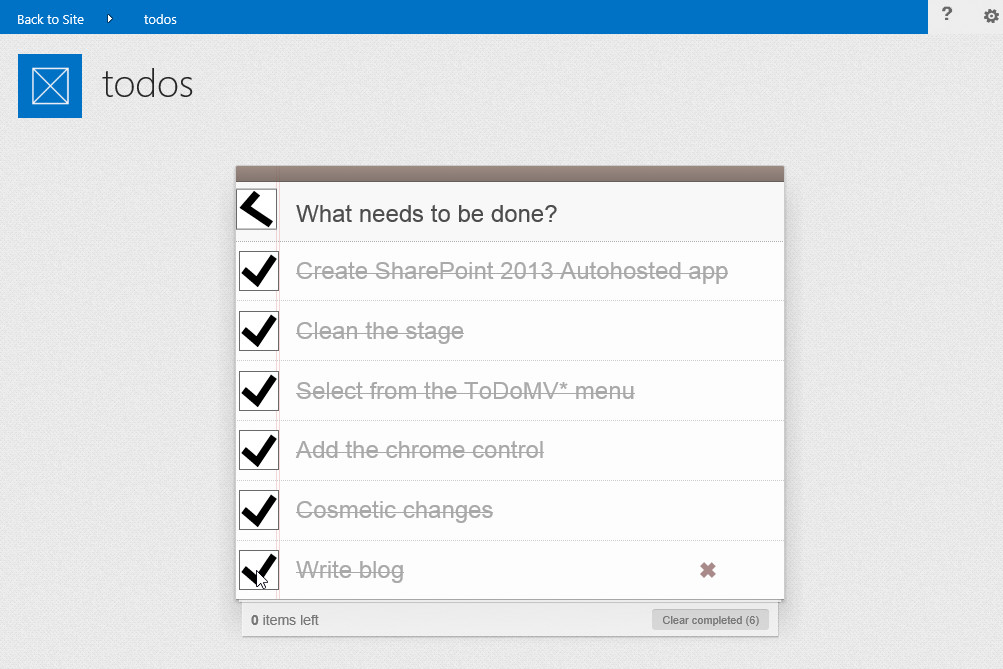 Back to Site
todos
?
todos
What needs to be done?
Create SharePoint 2013 Autohosted app
Clean the stage
Select from the ToDoMV* menu
Add the chrome control
Cosmetic changes
Write blog
0 items left
Clear completed (6)